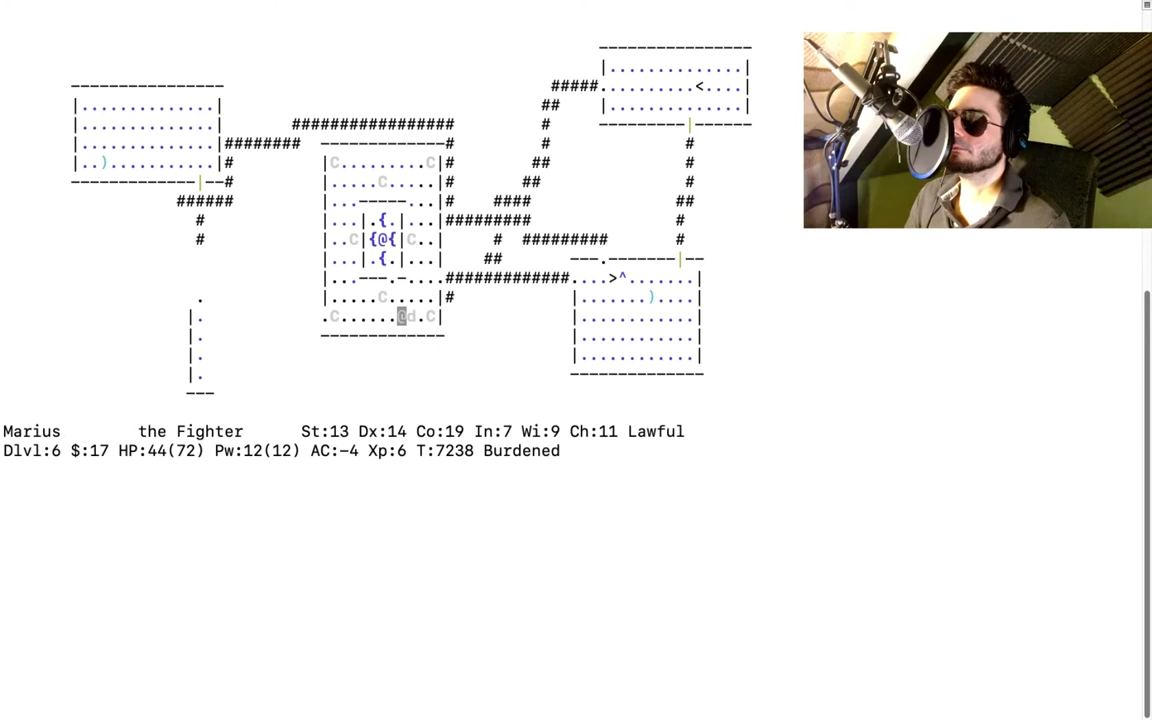 ---------------- 
|..............|
---------------- #####.........<....|
|..............| ## |..............|
|..............| ################# # ---------|------
|..............|######## -------------# # #
|..)...........|# |C.........C|# ## #
-------------|--# |.....C.....|# ## #
###### |...-----...|# #### ##
# |...|.{.|...|######### #
# |..C|{@{|C..| # ######### #
|...|.{.|...| ## ---.-------|--
|...---.-....#############....>^.......|
. |.....C.....|# |........)....|
|. .C......@d.C| |............|
|. ------------- |............|
|. |............|
|. --------------
---
Marius the Fighter St:13 Dx:14 Co:19 In:7 Wi:9 Ch:11 Lawful
Dlvl:6 $:17 HP:44(72) Pw:12(12) AC:-4 Xp:6 T:7238 Burdened